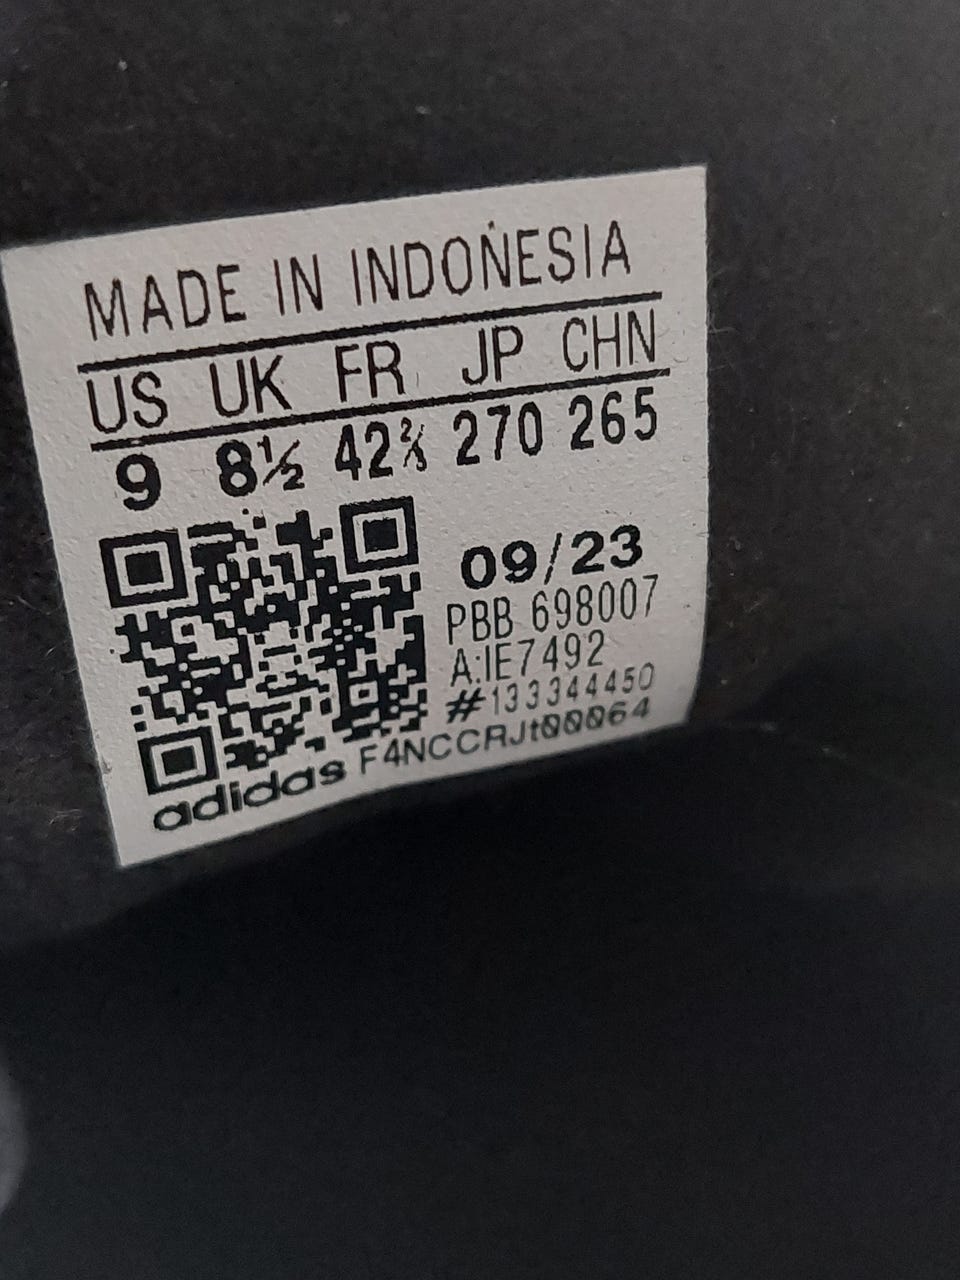 MADE IN INDONESIA
US UK FR JP CHN
9 8½ 42⅔ 270 265
09/23
PBB 698007
A:IE7492
#133344450
adidas F4NCCRJt00064